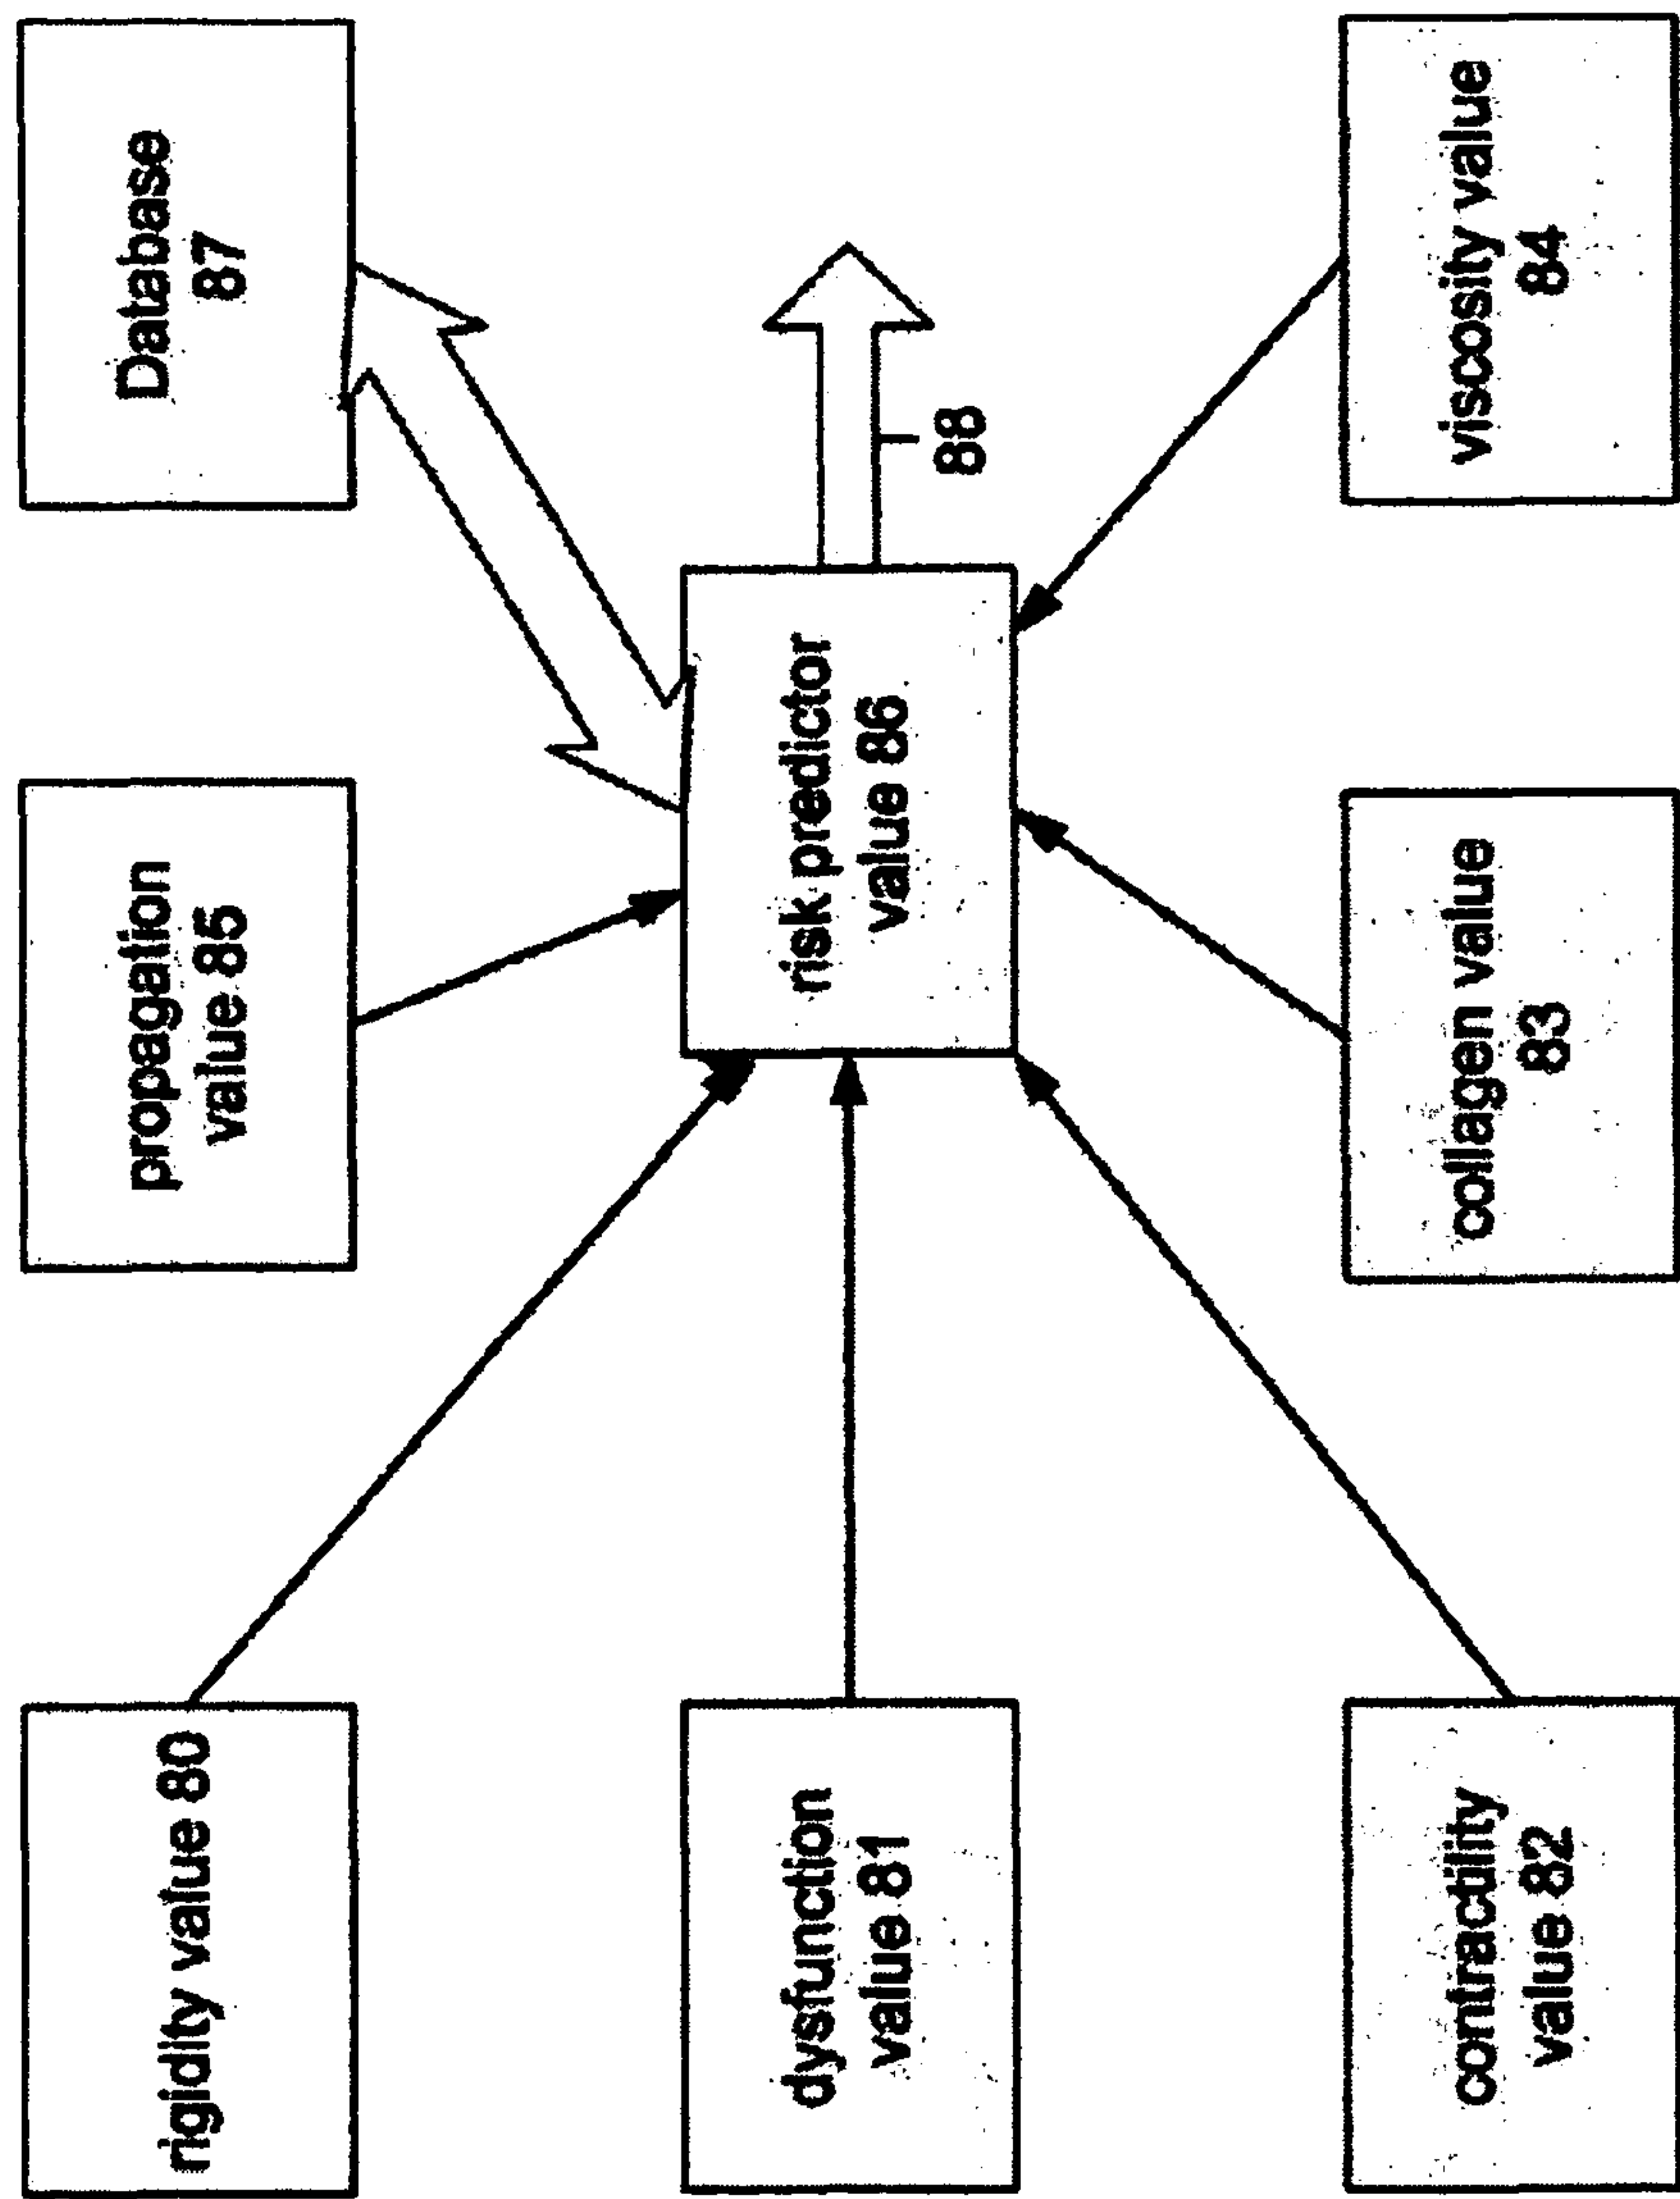 rigidity value 80
propagation
value 85
Database
87
dysfunction
value 81
risk predictor
value 86
88
contractility
value 82
collagen value
83
viscosity value
84